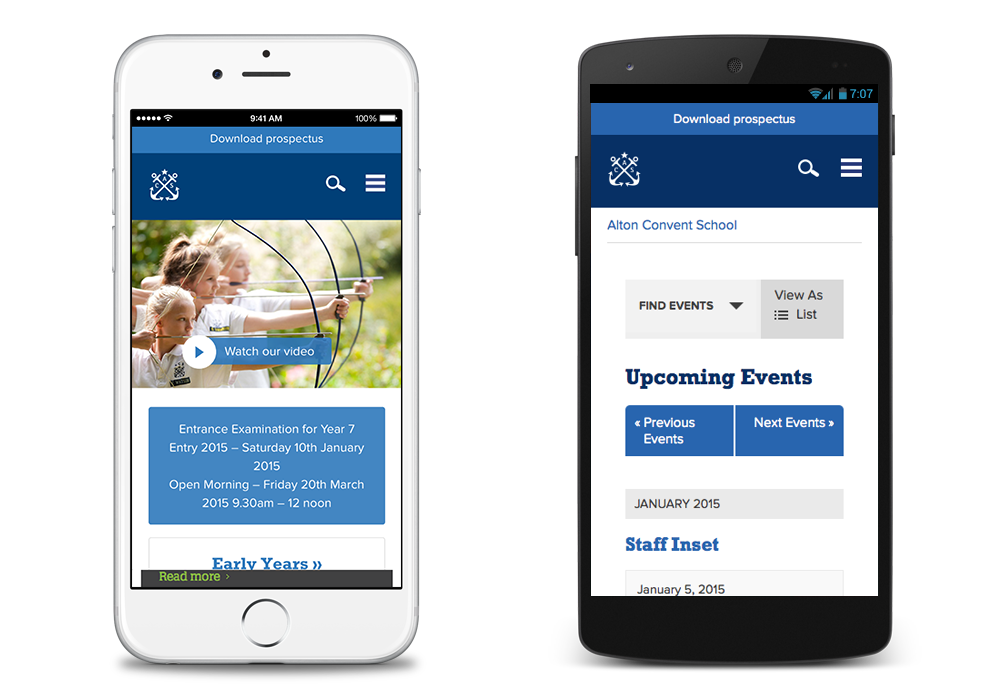 9:41 AM
100%
Download prospectus
C A S
Watch our video
Entrance Examination for Year 7
Entry 2015 – Saturday 10th January
2015
Open Morning – Friday 20th March
2015 9.30am – 12 noon
Early Years »
Read more ›
7:07
Download prospectus
C A S
Alton Convent School
FIND EVENTS
View As
List
Upcoming Events
« Previous
Events
Next Events »
JANUARY 2015
Staff Inset
January 5, 2015